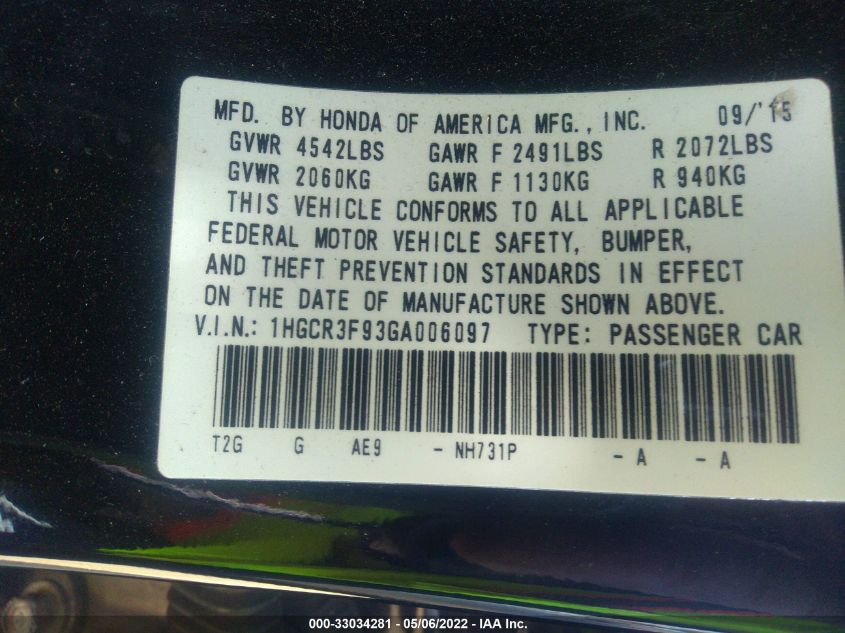 MFD. BY HONDA OF AMERICA MFG., INC. 09/'15
GVWR 4542LBS GAWR F 2491LBS R 2072LBS
GVWR 2060KG GAWR F 1130KG R 940KG
THIS VEHICLE CONFORMS TO ALL APPLICABLE
FEDERAL MOTOR VEHICLE SAFETY, BUMPER,
AND THEFT PREVENTION STANDARDS IN EFFECT
ON THE DATE OF MANUFACTURE SHOWN ABOVE.
V.I.N.: 1HGCR3F93GA006097 TYPE: PASSENGER CAR
T2G G AE9 - NH731P - A - A
000-33034281 - 05/06/2022 - IAA Inc.